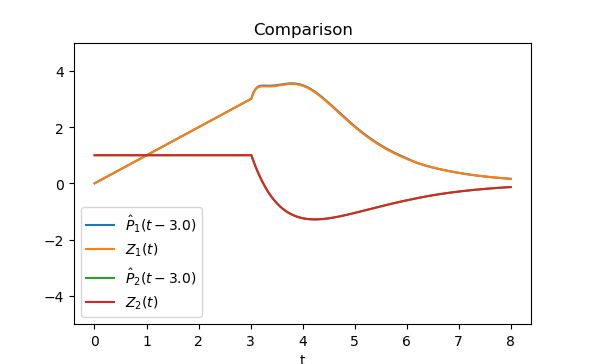 Comparison
4
2
0
−2
−4
P̂₁(t − 3.0)
Z₁(t)
P̂₂(t − 3.0)
Z₂(t)
0 1 2 3 4 5 6 7 8
t